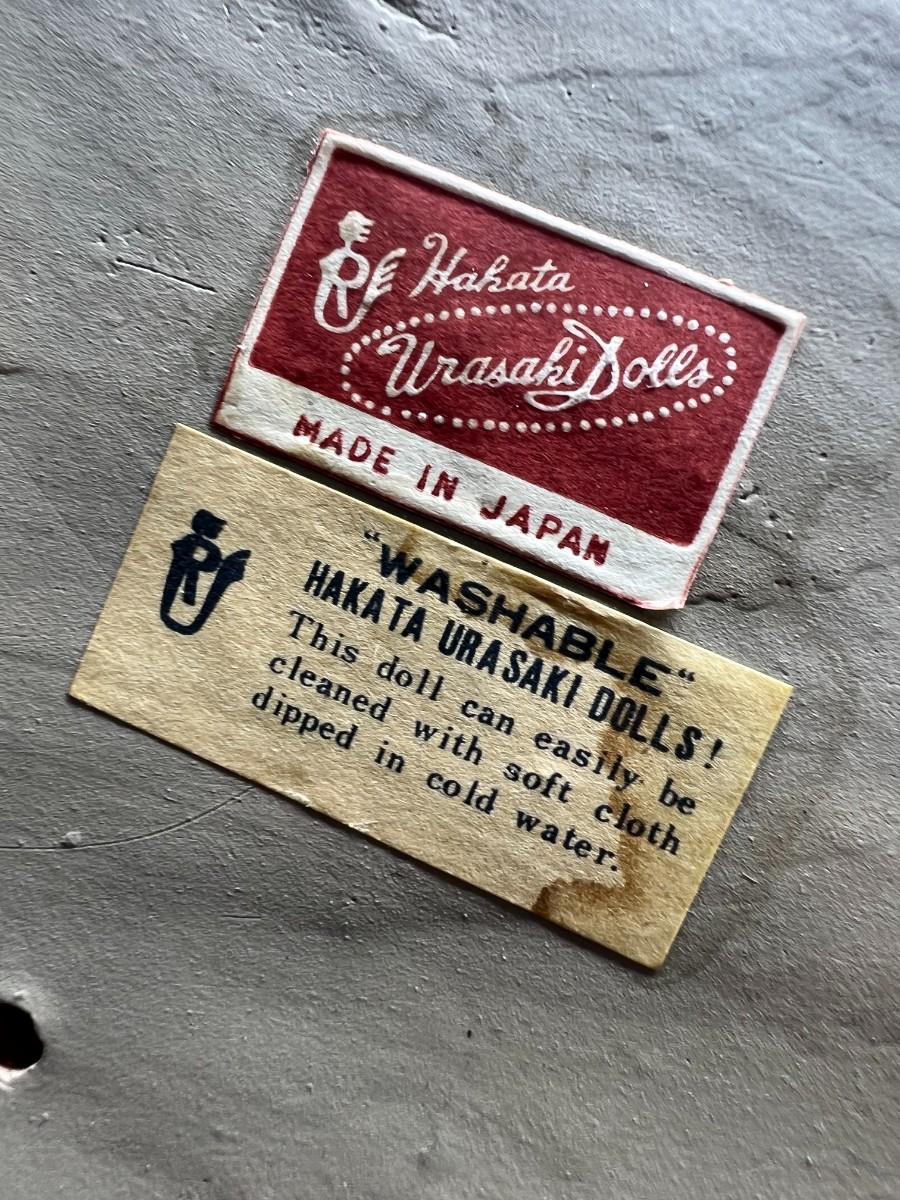 R
Hakata
Urasaki Dolls
MADE IN JAPAN
R
"WASHABLE"
HAKATA URASAKI DOLLS!
This doll can easily be
cleaned with soft cloth
dipped in cold water.